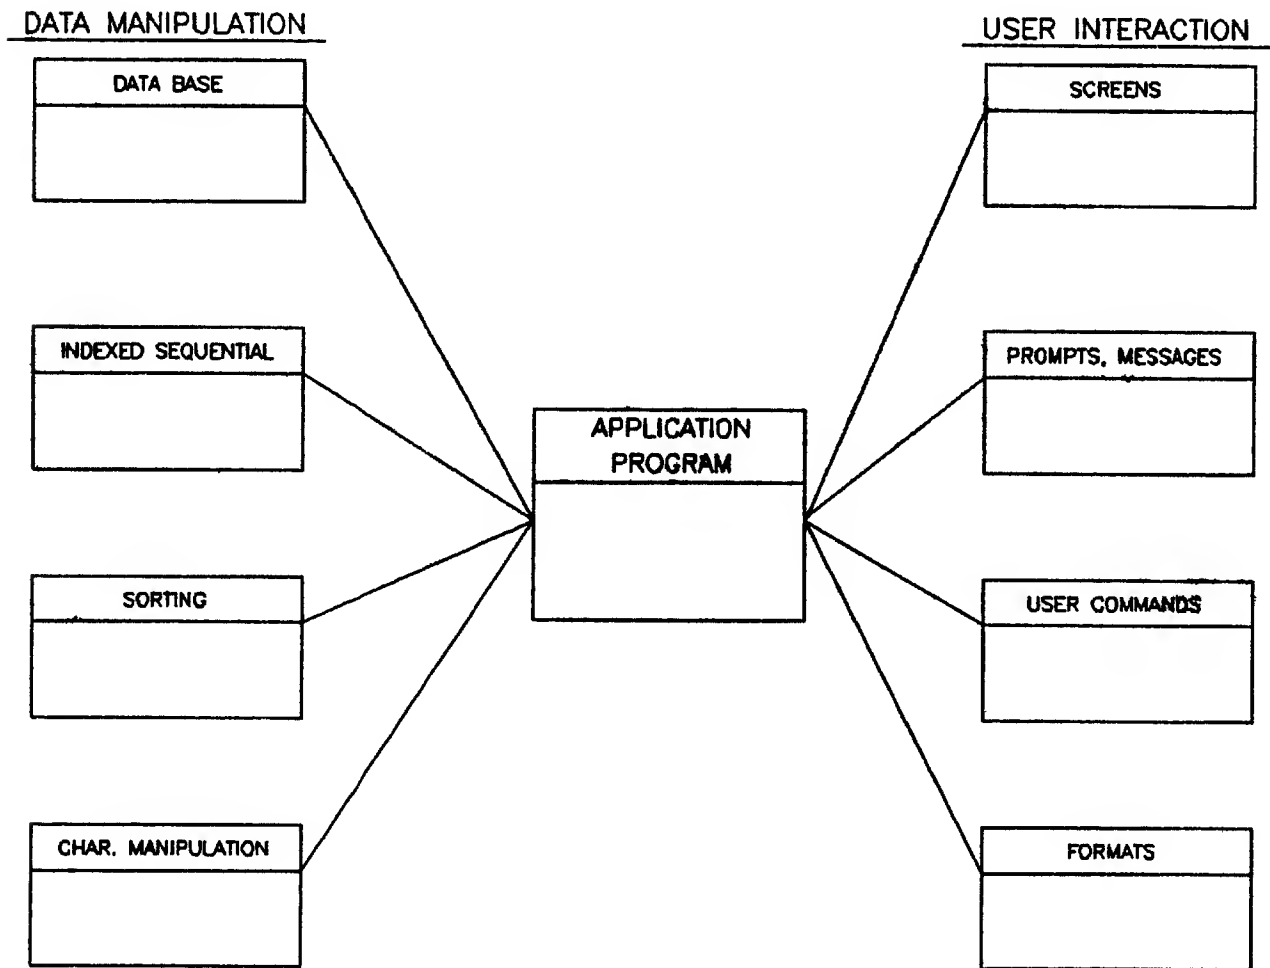 DATA MANIPULATION
USER INTERACTION
DATA BASE
SCREENS
INDEXED SEQUENTIAL
PROMPTS, MESSAGES
APPLICATION
PROGRAM
SORTING
USER COMMANDS
CHAR. MANIPULATION
FORMATS